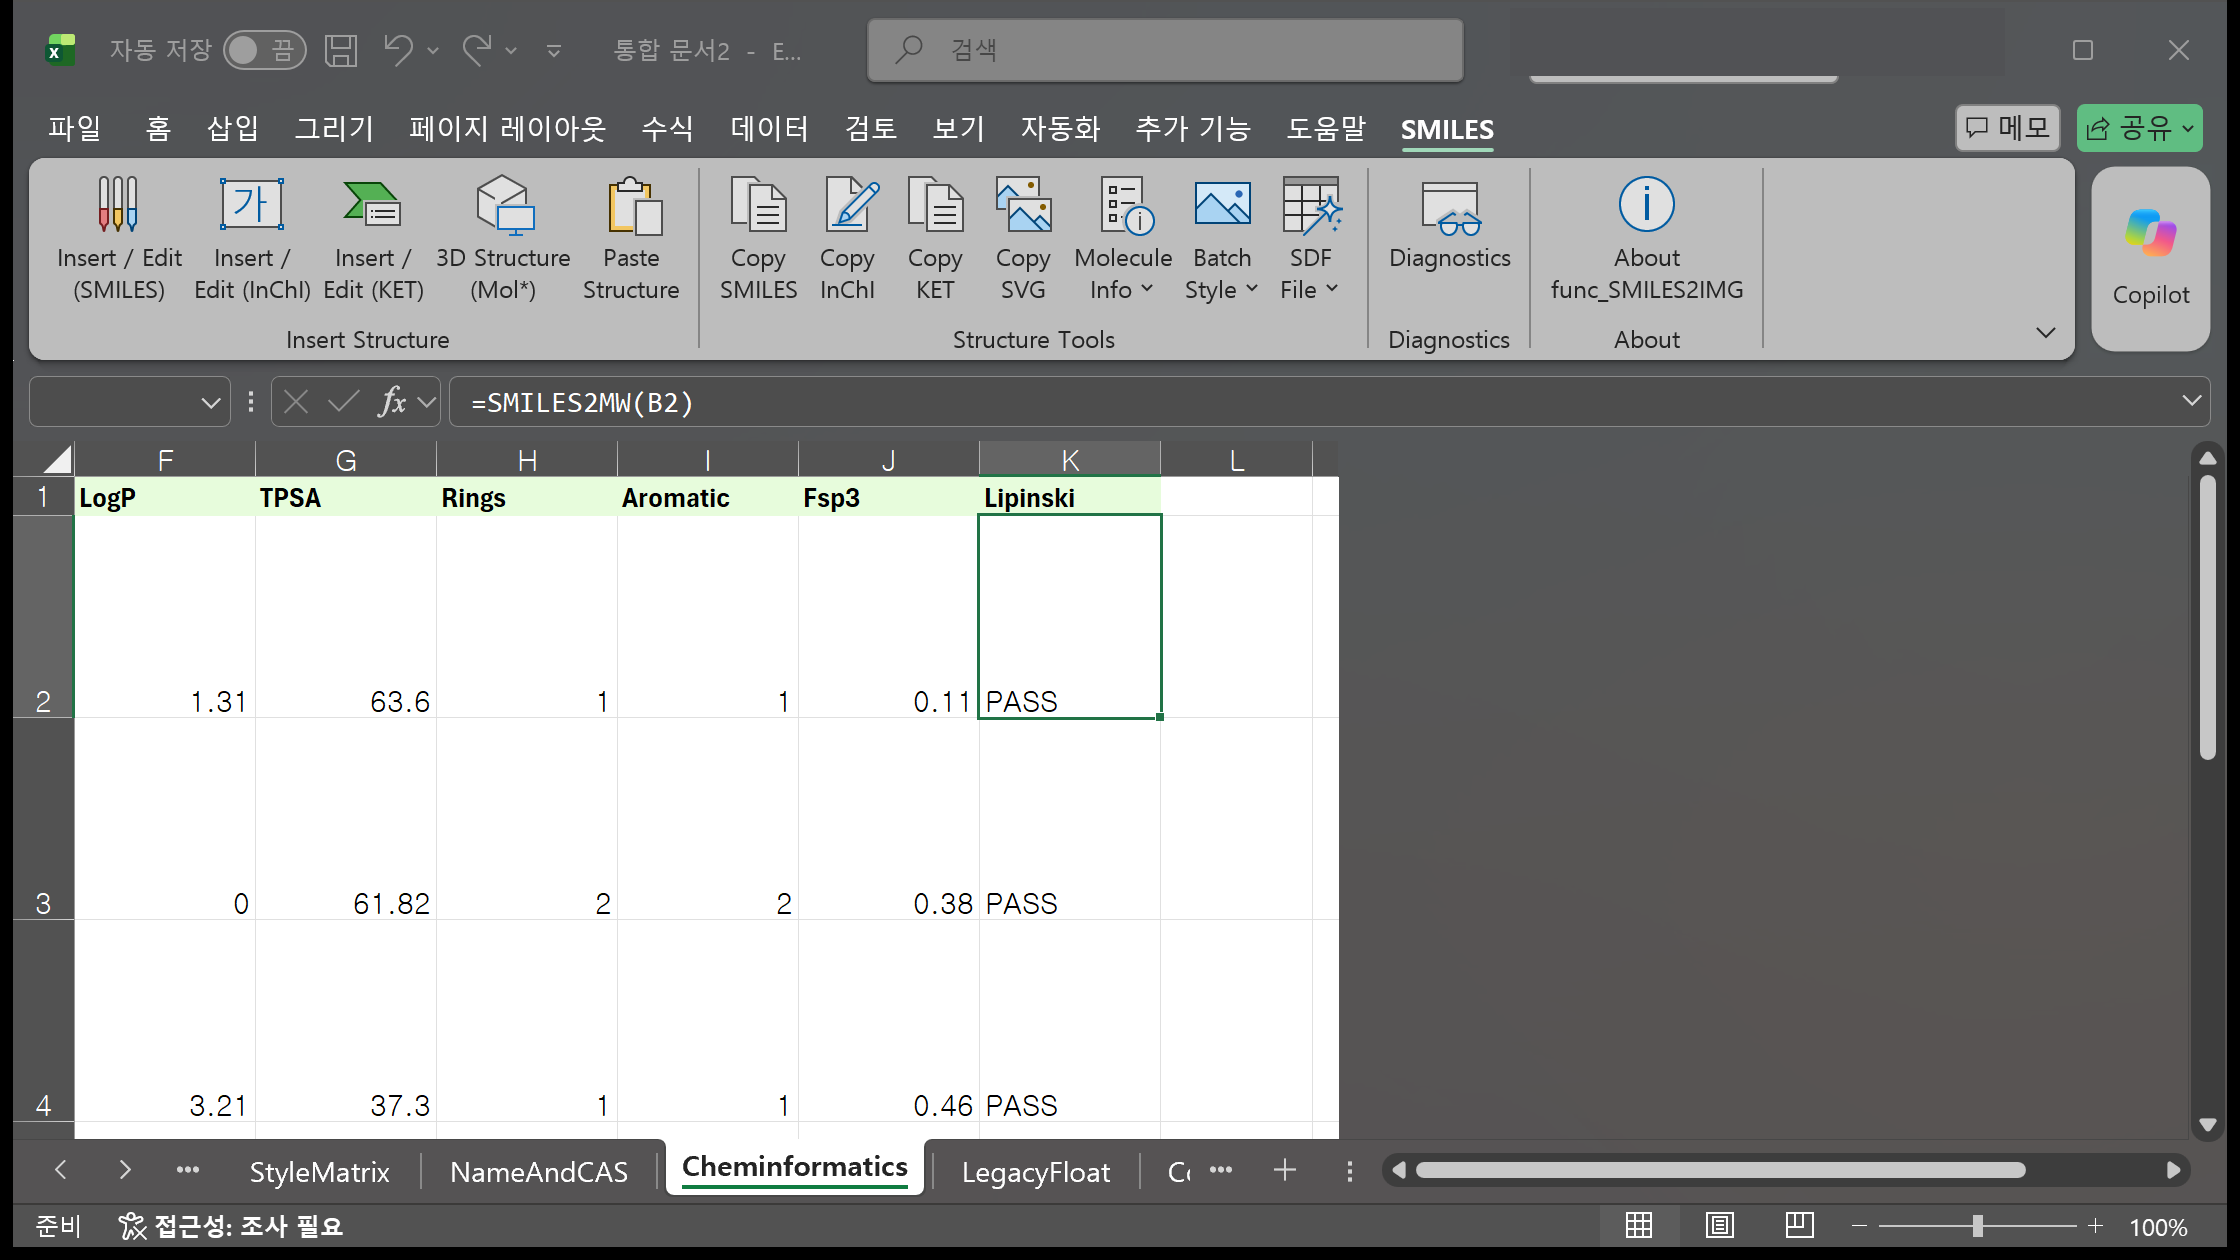 자동 저장 끔 통합 문서2 - E... 검색
파일 홈 삽입 그리기 페이지 레이아웃 수식 데이터 검토 보기 자동화 추가 기능 도움말 SMILES 메모 공유
Insert / Edit (SMILES)
Insert / Edit (InChI)
Insert / Edit (KET)
3D Structure (Mol*)
Paste Structure
Copy SMILES
Copy InChI
Copy KET
Copy SVG
Molecule Info
Batch Style
SDF File
Diagnostics
About func_SMILES2IMG
Copilot
Insert Structure Structure Tools Diagnostics About
fx =SMILES2MW(B2)
F G H I J K L
1 LogP TPSA Rings Aromatic Fsp3 Lipinski
2 1.31 63.6 1 1 0.11 PASS
3 0 61.82 2 2 0.38 PASS
4 3.21 37.3 1 1 0.46 PASS
StyleMatrix NameAndCAS Cheminformatics LegacyFloat
준비 접근성: 조사 필요 100%